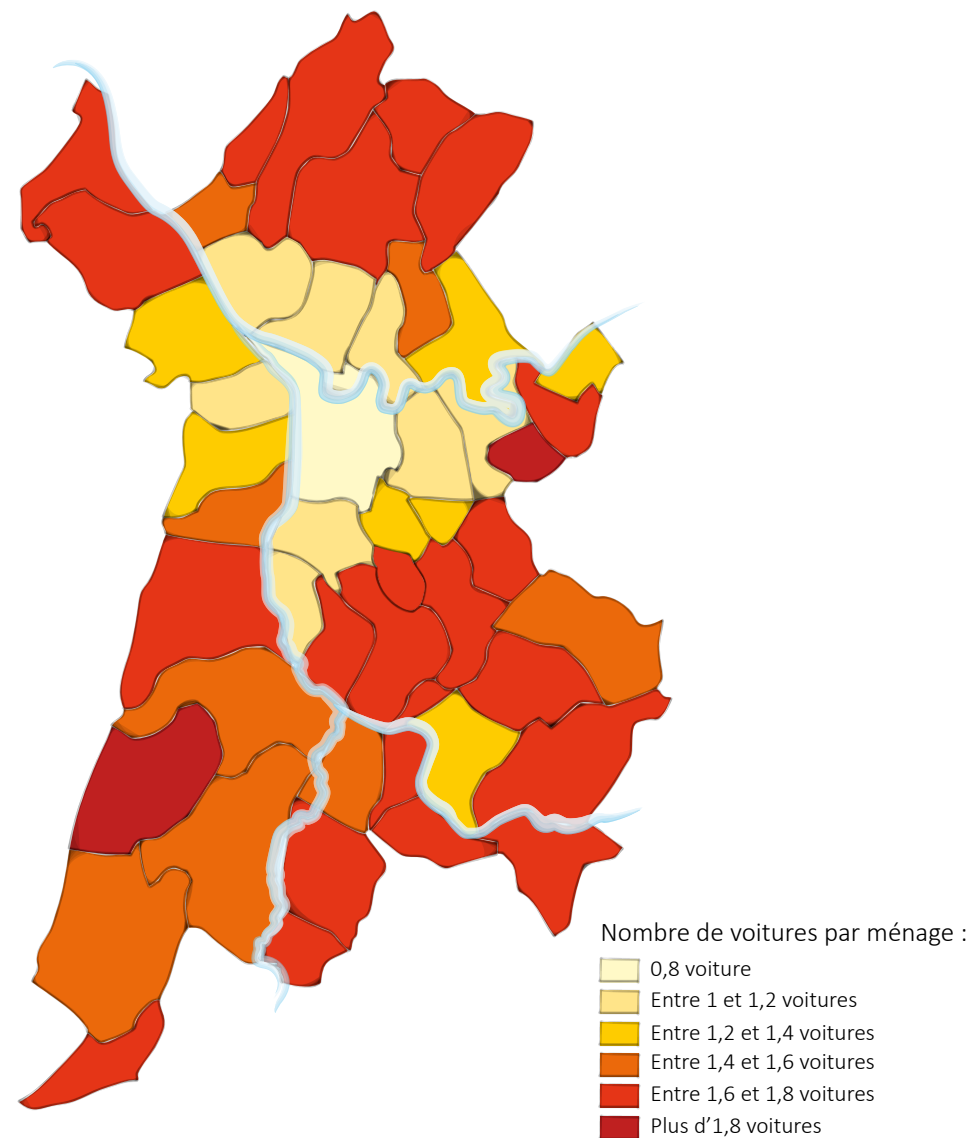 Nombre de voitures par ménage :
0,8 voiture
Entre 1 et 1,2 voitures
Entre 1,2 et 1,4 voitures
Entre 1,4 et 1,6 voitures
Entre 1,6 et 1,8 voitures
Plus d'1,8 voitures